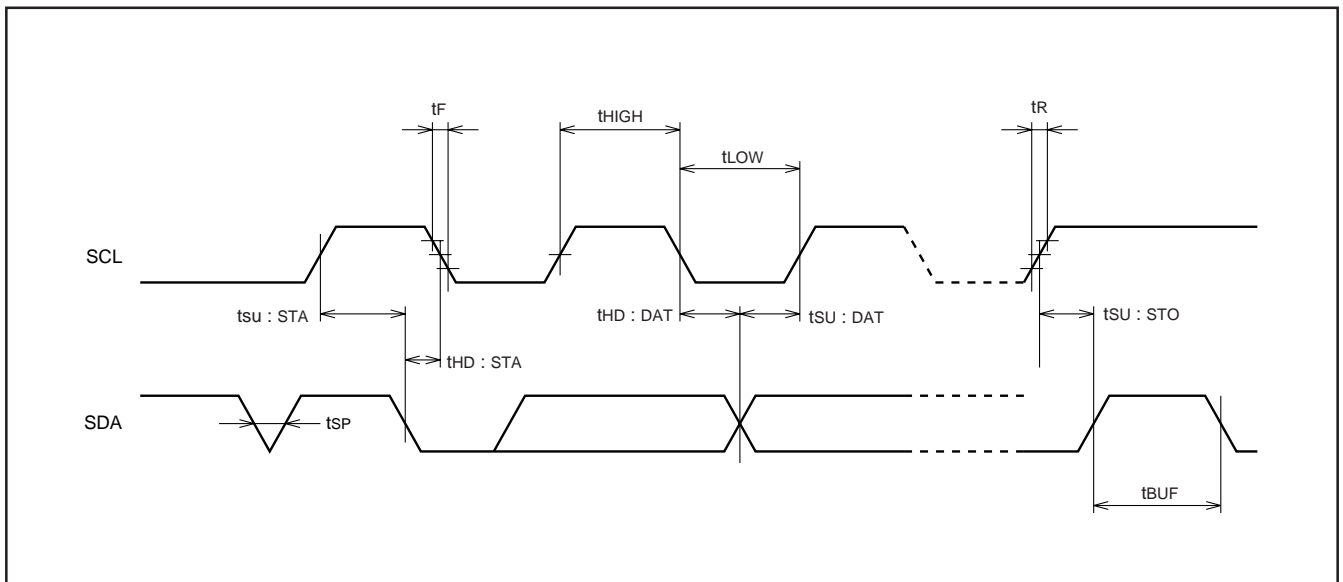 tF
tHIGH
tR
tLOW
SCL
tsu : STA
tHD : DAT
tSU : DAT
tSU : STO
tHD : STA
SDA
tSP
tBUF